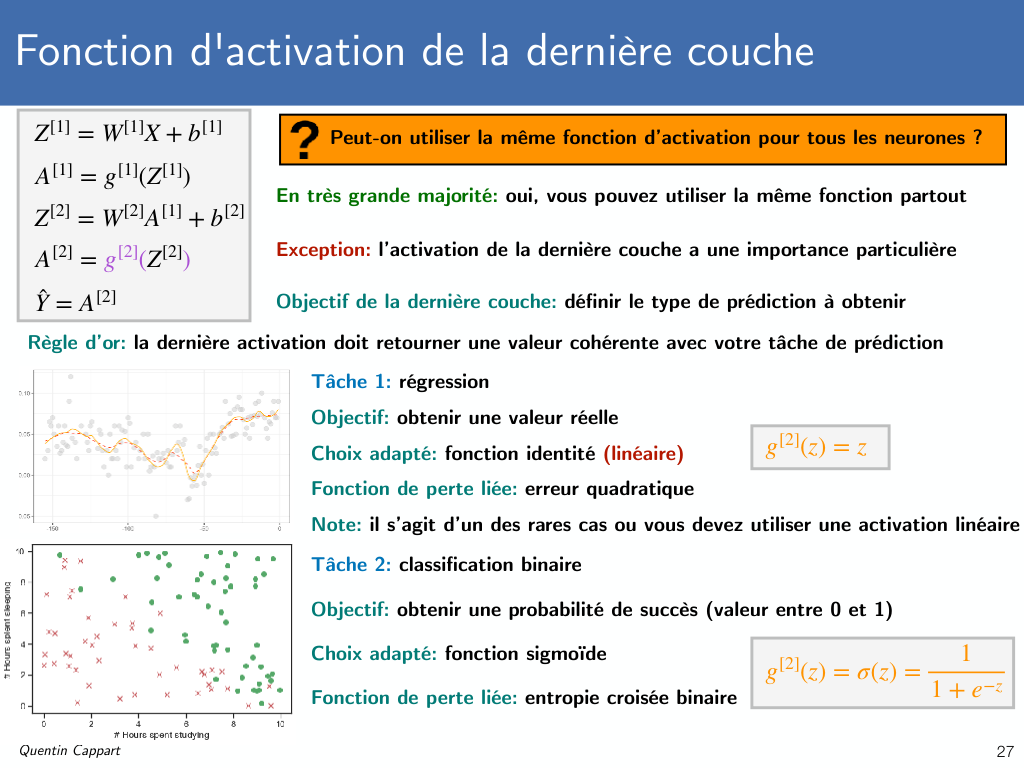 Fonction d'activation de la dernière couche
Z[1] = W[1]X + b[1]
A[1] = g[1](Z[1])
Z[2] = W[2]A[1] + b[2]
A[2] = g[2](Z[2])
Ŷ = A[2]
? Peut-on utiliser la même fonction d'activation pour tous les neurones ?
En très grande majorité: oui, vous pouvez utiliser la même fonction partout
Exception: l'activation de la dernière couche a une importance particulière
Objectif de la dernière couche: définir le type de prédiction à obtenir
Règle d'or: la dernière activation doit retourner une valeur cohérente avec votre tâche de prédiction
0.10
0.05
0.00
0.05
-150
-100
-50
0
Tâche 1: régression
Objectif: obtenir une valeur réelle
Choix adapté: fonction identité (linéaire)
g[2](z) = z
Fonction de perte liée: erreur quadratique
Note: il s'agit d'un des rares cas ou vous devez utiliser une activation linéaire
# Hours spient sleeping
10
8
6
4
2
0
0 2 4 6 8 10
# Hours spent studying
Tâche 2: classification binaire
Objectif: obtenir une probabilité de succès (valeur entre 0 et 1)
Choix adapté: fonction sigmoïde
g[2](z) = σ(z) = 1 / 1 + e−z
Fonction de perte liée: entropie croisée binaire
Quentin Cappart
27